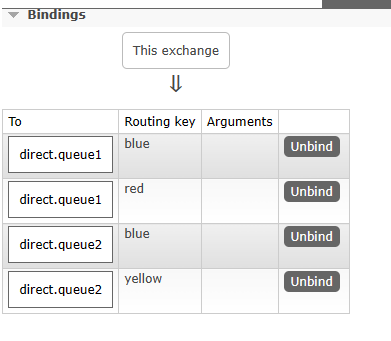 Bindings
This exchange
⇓
To Routing key Arguments
direct.queue1 blue Unbind
direct.queue1 red Unbind
direct.queue2 blue Unbind
direct.queue2 yellow Unbind